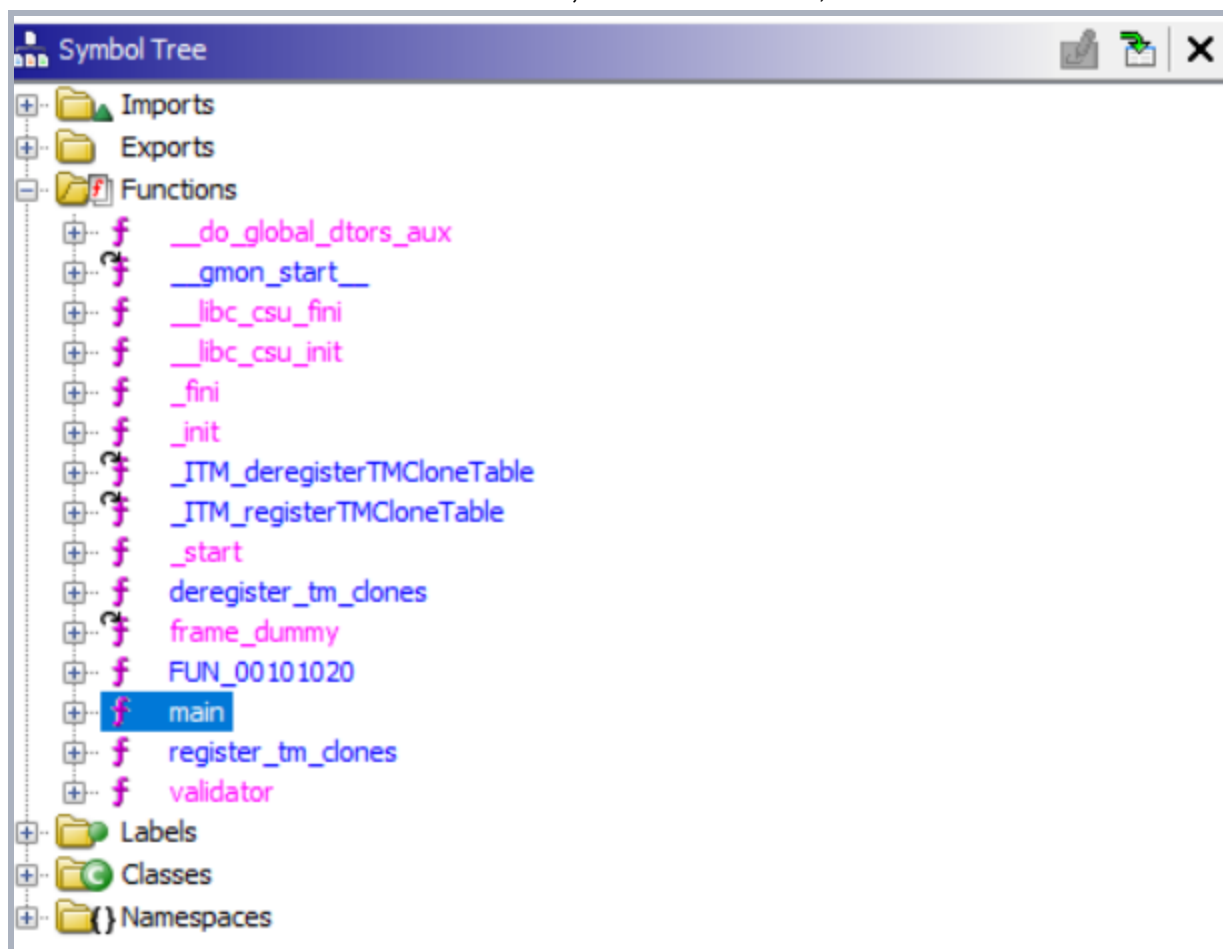 Symbol Tree
Imports
Exports
Functions
__do_global_dtors_aux
__gmon_start__
__libc_csu_fini
__libc_csu_init
_fini
_init
_ITM_deregisterTMCloneTable
_ITM_registerTMCloneTable
_start
deregister_tm_clones
frame_dummy
FUN_00101020
main
register_tm_clones
validator
Labels
Classes
Namespaces